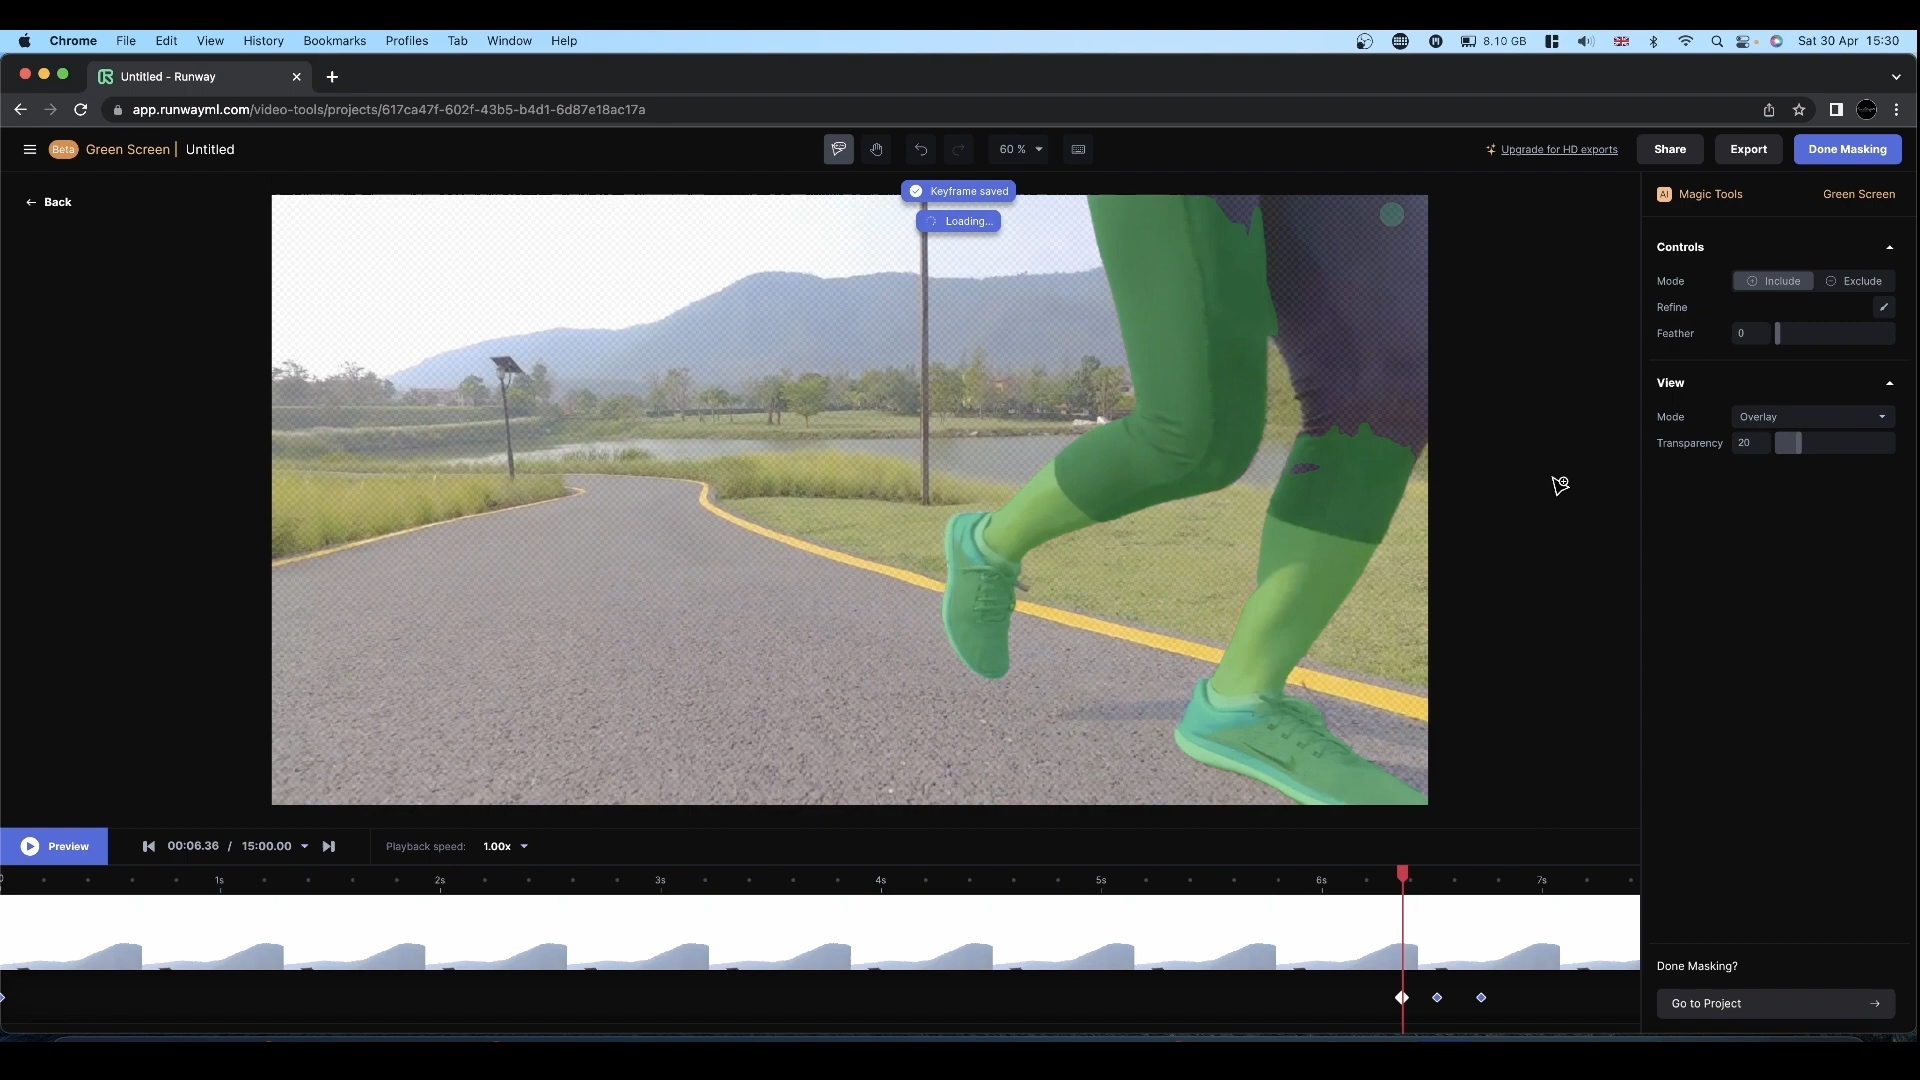 Chrome File Edit View History Bookmarks Profiles Tab Window Help 8.10 GB Sat 30 Apr 15:30
Untitled - Runway
app.runwayml.com/video-tools/projects/617ca47f-602f-43b5-b4d1-6d87e18ac17a
Beta Green Screen | Untitled 60 % Upgrade for HD exports Share Export Done Masking
Back
Keyframe saved
Loading...
AI Magic Tools Green Screen
Controls
Mode Include Exclude
Refine
Feather 0
View
Mode Overlay
Transparency 20
Preview 00:06.36 / 15:00.00 Playback speed: 1.00x
1s 2s 3s 4s 5s 6s 7s
Done Masking?
Go to Project